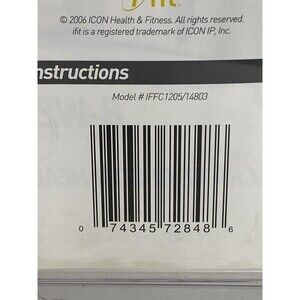 ifit
© 2006 ICON Health & Fitness. All rights reserved.
ifit is a registered trademark of ICON IP, Inc.
nstructions
Model # IFFC1205/14803
0 74345 72848 6